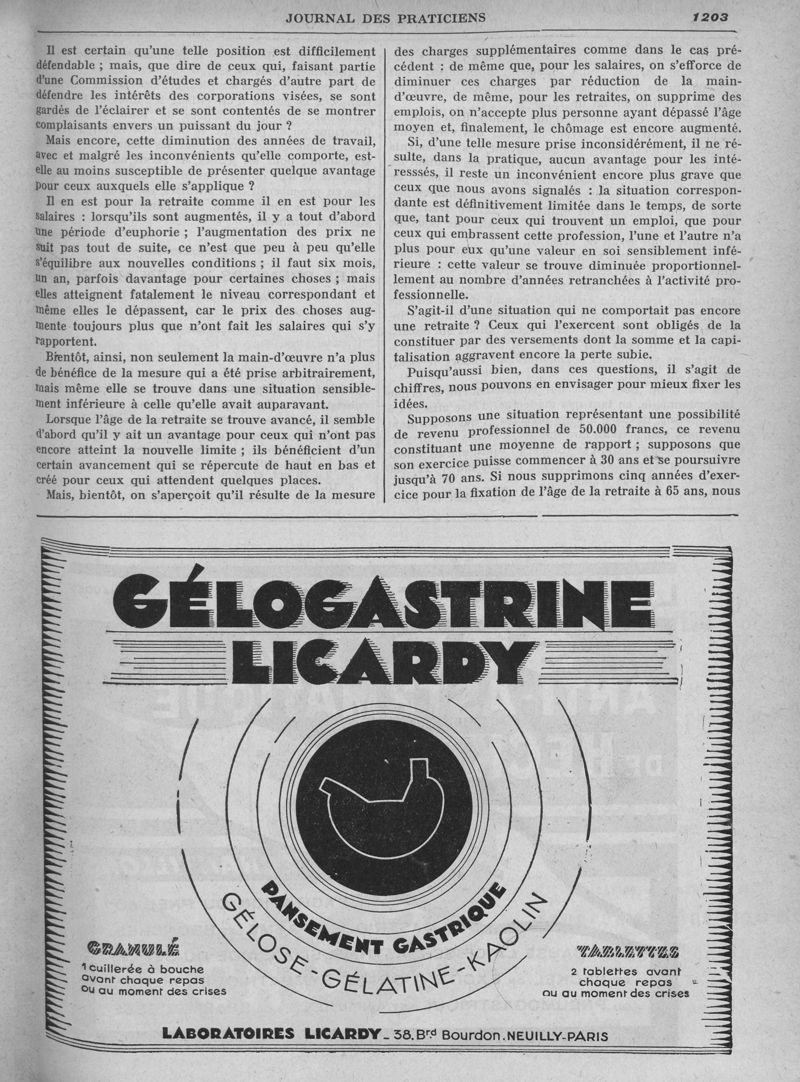 JOURNAL DES PRATICIENS
1203
Il est certain qu'une telle position est difficilement
défendable ; mais, que dire de ceux qui, faisant partie
d'une Commission d'études et chargés d'autre part de
défendre les intérêts des corporations visées, se sont
gardés de l'éclairer et se sont contentés de se montrer
complaisants envers un puissant du jour ?
Mais encore, cette diminution des années de travail,
avec et malgré les inconvénients qu'elle comporte, est-
elle au moins susceptible de présenter quelque avantage
pour ceux auxquels elle s'applique ?
Il en est pour la retraite comme il en est pour les
salaires : lorsqu'ils sont augmentés, il y a tout d'abord
une période d'euphorie ; l'augmentation des prix ne
suit pas tout de suite, ce n'est que peu à peu qu'elle
s'équilibre aux nouvelles conditions ; il faut six mois,
un an, parfois davantage pour certaines choses ; mais
elles atteignent fatalement le niveau correspondant et
même elles le dépassent, car le prix des choses aug-
mente toujours plus que n'ont fait les salaires qui s'y
rapportent.
Bientôt, ainsi, non seulement la main-d'œuvre n'a plus
de bénéfice de la mesure qui a été prise arbitrairement,
mais même elle se trouve dans une situation sensible-
ment inférieure à celle qu'elle avait auparavant.
Lorsque l'âge de la retraite se trouve avancé, il semble
d'abord qu'il y ait un avantage pour ceux qui n'ont pas
encore atteint la nouvelle limite ; ils bénéficient d'un
certain avancement qui se répercute de haut en bas et
créé pour ceux qui attendent quelques places.
Mais, bientôt, on s'aperçoit qu'il résulte de la mesure
des charges supplémentaires comme dans le cas pré-
cédent : de même que, pour les salaires, on s'efforce de
diminuer ces charges par réduction de la main-
d'œuvre, de même, pour les retraites, on supprime des
emplois, on n'accepte plus personne ayant dépassé l'âge
moyen et, finalement, le chômage est encore augmenté.
Si, d'une telle mesure prise inconsidérément, il ne ré-
sulte, dans la pratique, aucun avantage pour les inté-
resssés, il reste un inconvénient encore plus grave que
ceux que nous avons signalés : la situation correspon-
dante est définitivement limitée dans le temps, de sorte
que, tant pour ceux qui trouvent un emploi, que pour
ceux qui embrassent cette profession, l'une et l'autre n'a
plus pour eux qu'une valeur en soi sensiblement infé-
rieure : cette valeur se trouve diminuée proportionnel-
lement au nombre d'années retranchées à l'activité pro-
fessionnelle.
S'agit-il d'une situation qui ne comportait pas encore
une retraite ? Ceux qui l'exercent sont obligés de la
constituer par des versements dont la somme et la capi-
talisation aggravent encore la perte subie.
Puisqu'aussi bien, dans ces questions, il s'agit de
chiffres, nous pouvons en envisager pour mieux fixer les
idées.
Supposons une situation représentant une possibilité
de revenu professionnel de 50.000 francs, ce revenu
constituant une moyenne de rapport ; supposons que
son exercice puisse commencer à 30 ans et se poursuivre
jusqu'à 70 ans. Si nous supprimons cinq années d'exer-
cice pour la fixation de l'âge de la retraite à 65 ans, nous
GÉLOGASTRINE
LICARDY
PANSEMENT GASTRIQUE
GÉLOSE-GÉLATINE-KAOLIN
GRANULÉ
1 cuillerée à bouche
avant chaque repas
ou au moment des crises
TABLETTES
2 tablettes avant
chaque repas
ou au moment des crises
LABORATOIRES LICARDY_38.Brd Bourdon.NEUILLY-PARIS